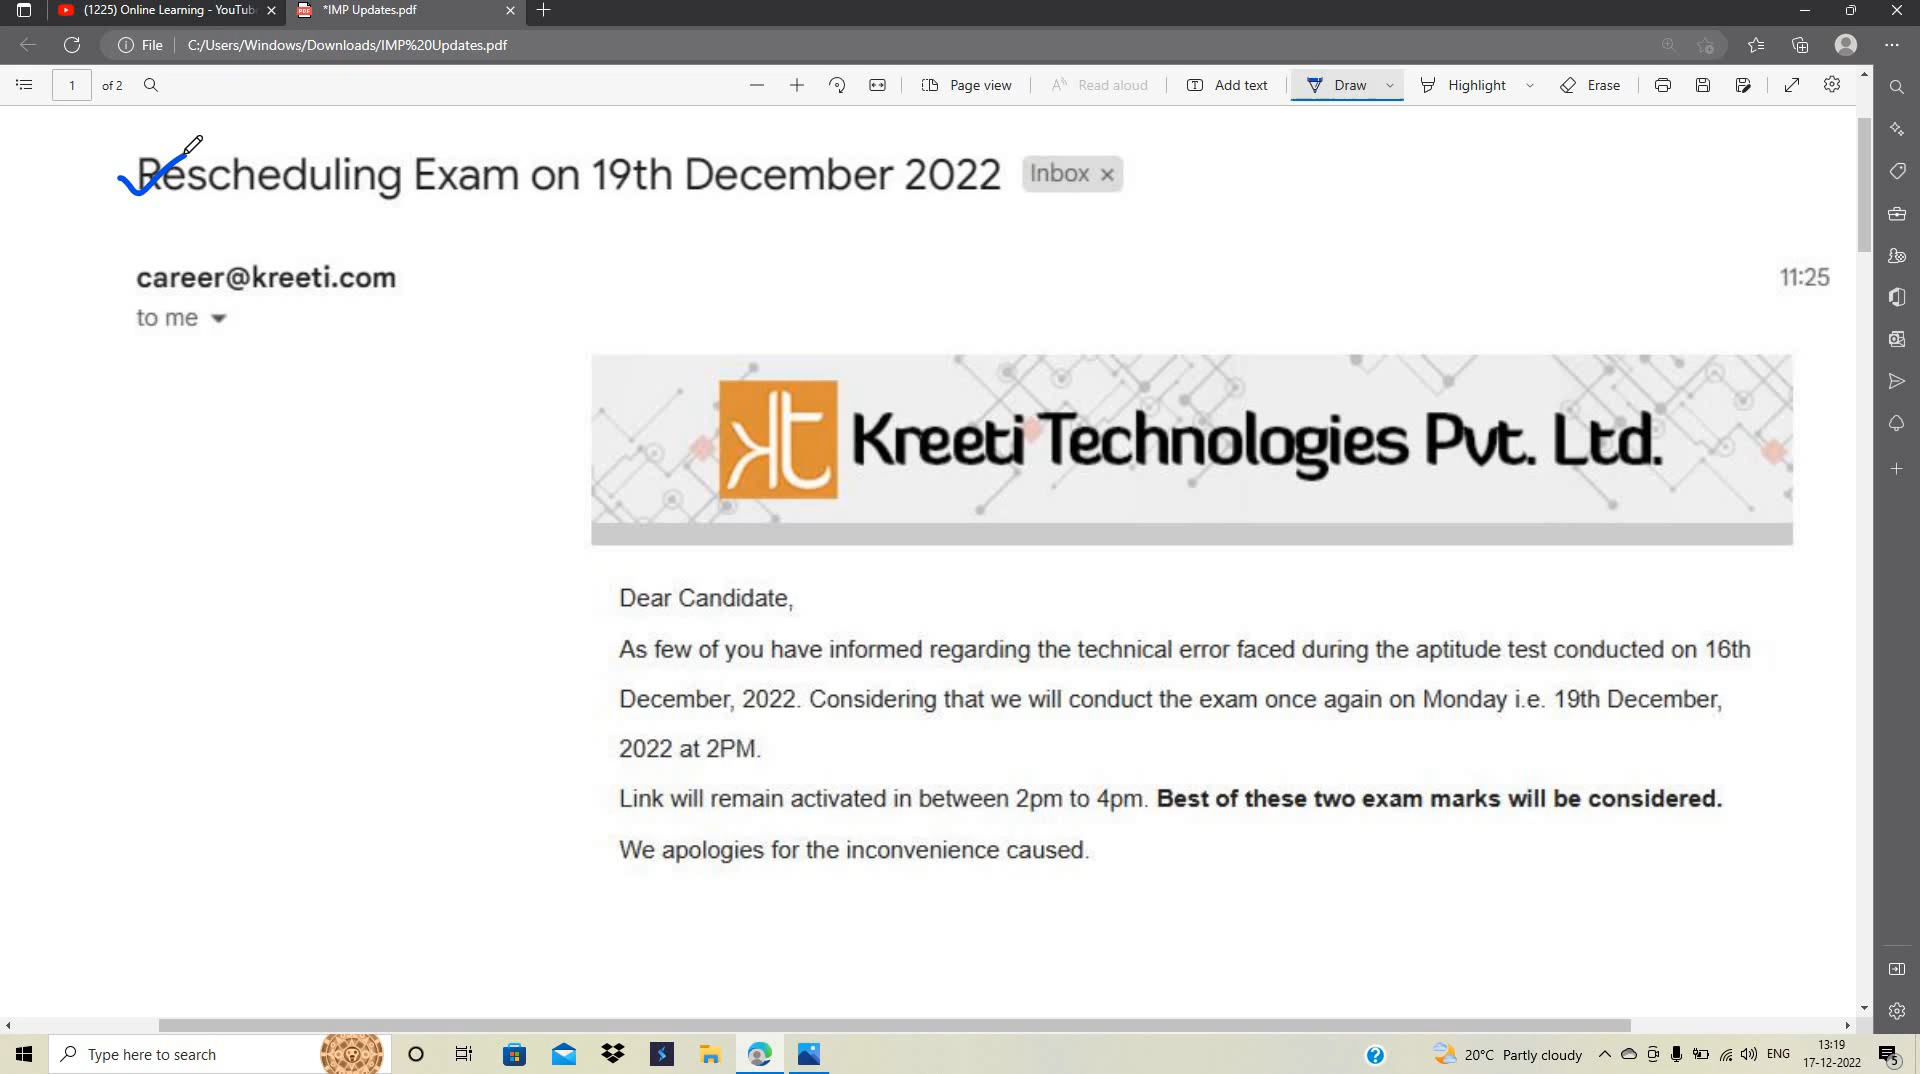 (1225) Online Learning - YouTub
*IMP Updates.pdf
File
C:/Users/Windows/Downloads/IMP%20Updates.pdf
1 of 2
Page view
Read aloud
Add text
Draw
Highlight
Erase
Rescheduling Exam on 19th December 2022 Inbox ×
career@kreeti.com 11:25
to me
kt Kreeti Technologies Pvt. Ltd.
Dear Candidate,
As few of you have informed regarding the technical error faced during the aptitude test conducted on 16th
December, 2022. Considering that we will conduct the exam once again on Monday i.e. 19th December,
2022 at 2PM.
Link will remain activated in between 2pm to 4pm. Best of these two exam marks will be considered.
We apologies for the inconvenience caused.
Type here to search
20°C Partly cloudy
ENG
13:19
17-12-2022
5